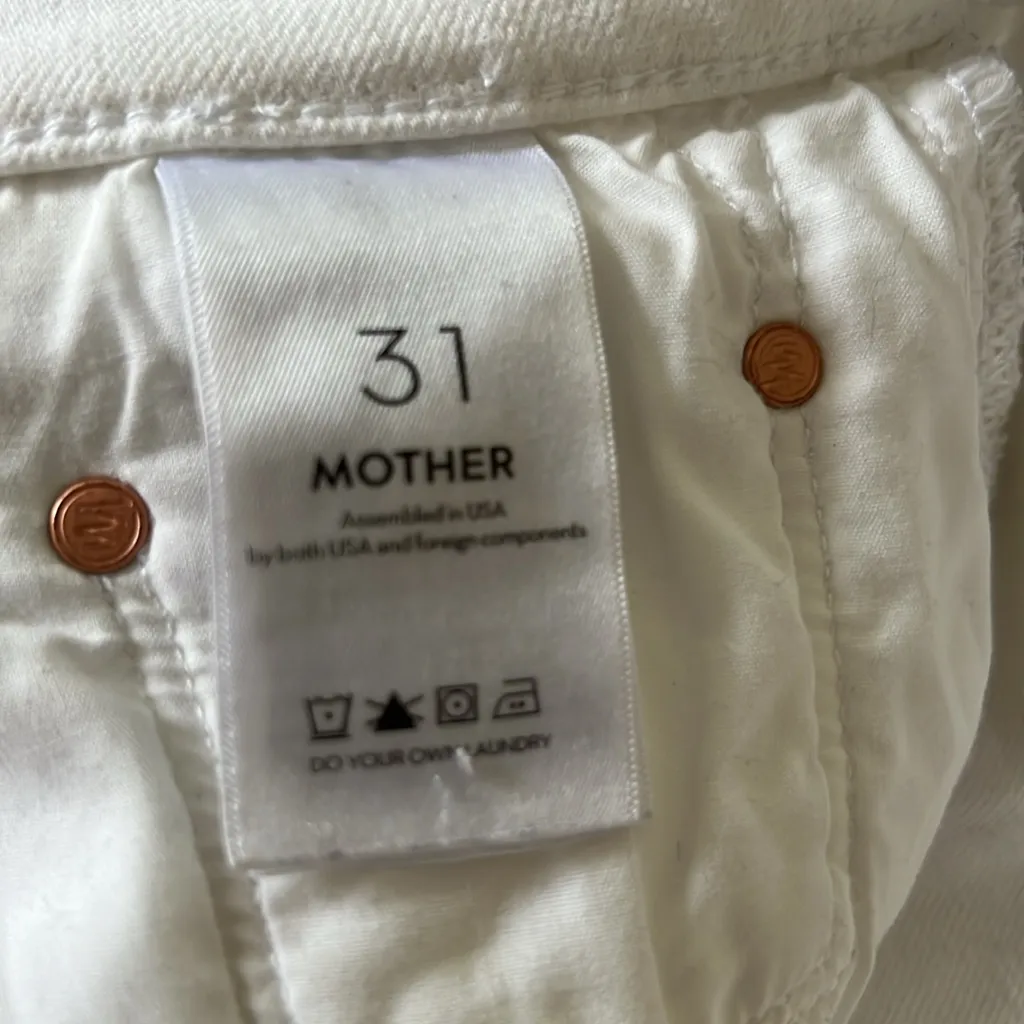 31
MOTHER
Assembled in USA
by both USA and foreign components
DO YOUR OWN LAUNDRY